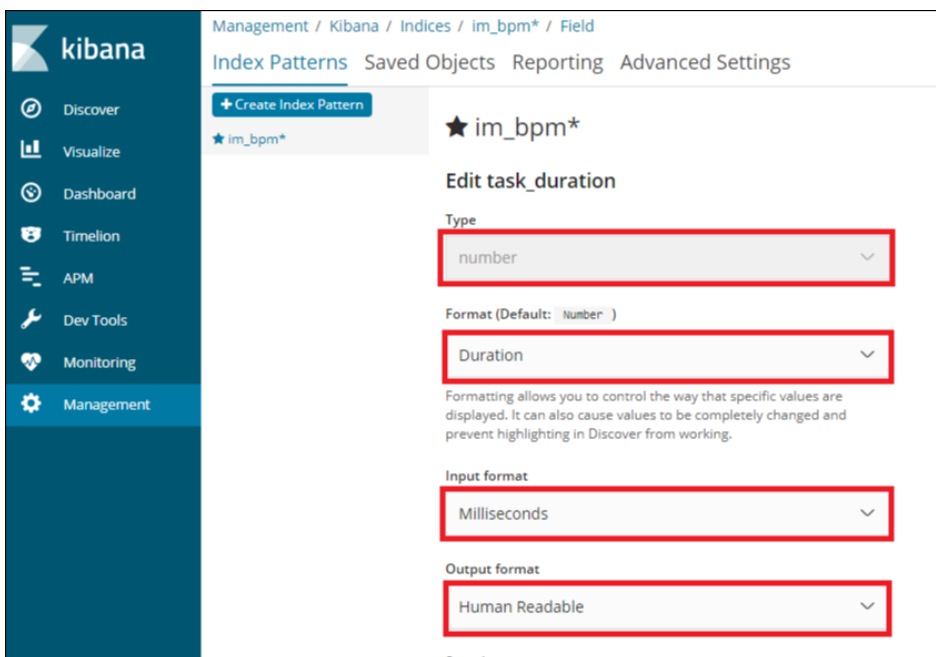 kibana
Discover
Visualize
Dashboard
Timelion
APM
Dev Tools
Monitoring
Management
Management / Kibana / Indices / im_bpm* / Field
Index Patterns Saved Objects Reporting Advanced Settings
+ Create Index Pattern
★ im_bpm*
★ im_bpm*
Edit task_duration
Type
number
Format (Default: Number )
Duration
Formatting allows you to control the way that specific values are
displayed. It can also cause values to be completely changed and
prevent highlighting in Discover from working.
Input format
Milliseconds
Output format
Human Readable